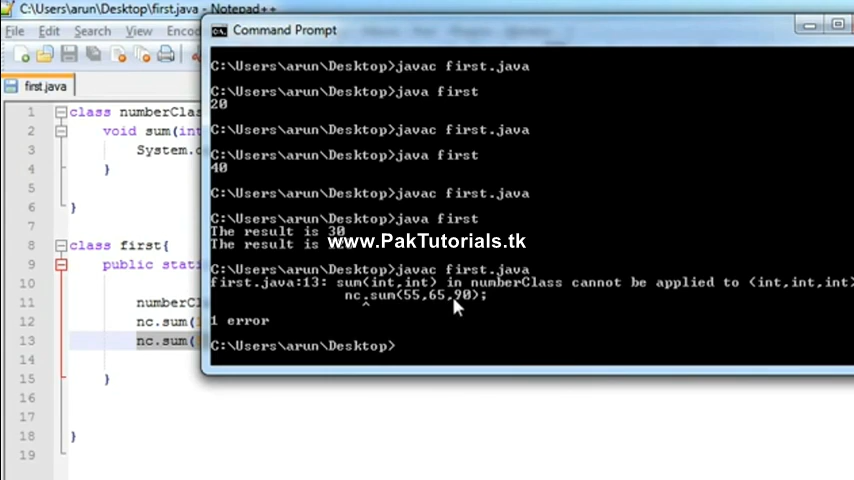 C:\Users\arun\Desktop\first.java - Notepad++
File Edit Search View Encod
first.java
Command Prompt
1 class numberClas
2 void sum(int
3 System.o
4 }
5
6 }
7
8 class first{
9 public stati
10
11 numberCl
12 nc.sum(1
13 nc.sum(
14
15 }
16
17
18 }
19
C:\Users\arun\Desktop>javac first.java
C:\Users\arun\Desktop>java first
20
C:\Users\arun\Desktop>javac first.java
C:\Users\arun\Desktop>java first
40
C:\Users\arun\Desktop>javac first.java
C:\Users\arun\Desktop>java first
The result is 30
The result is
www.PakTutorials.tk
C:\Users\arun\Desktop>javac first.java
first.java:13: sum(int,int) in numberClass cannot be applied to (int,int,int)
nc.sum(55,65,90);
^
1 error
C:\Users\arun\Desktop>